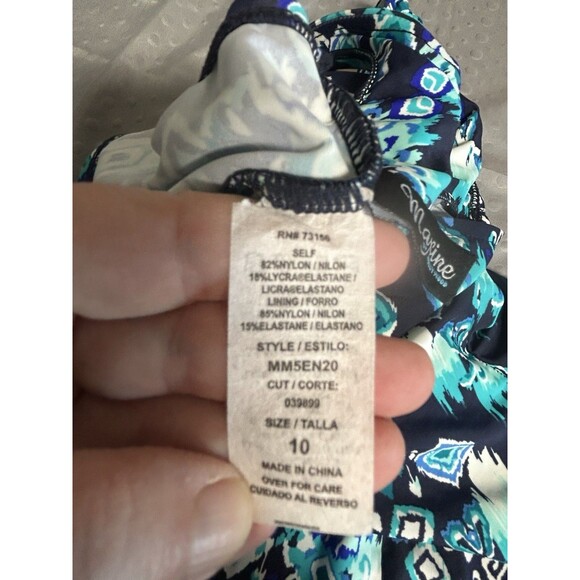 RN# 73156
SELF
82%NYLON / NILON
18%LYCRA®ELASTANE /
LICRA®ELASTANO
LINING / FORRO
85%NYLON / NILON
15%ELASTANE / ELASTANO
STYLE / ESTILO:
MM5EN20
CUT / CORTE:
039899
SIZE / TALLA
10
MADE IN CHINA
OVER FOR CARE
CUIDADO AL REVERSO
Maxine